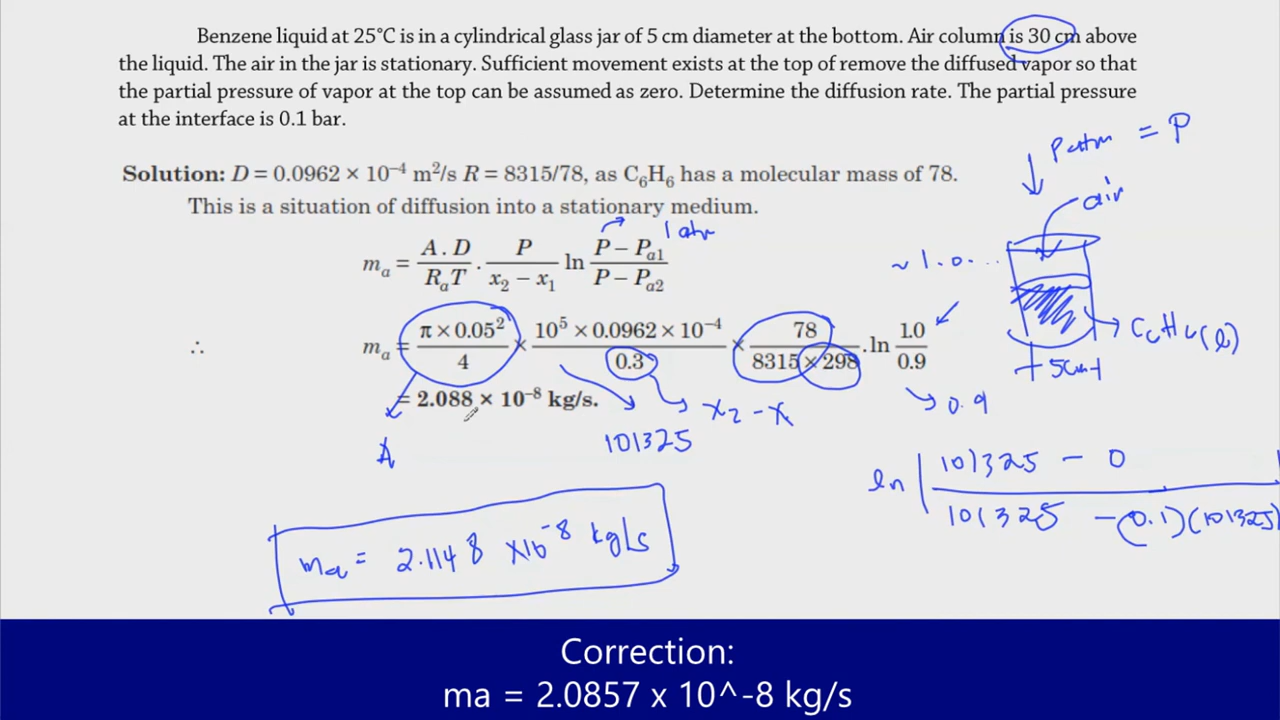 Benzene liquid at 25°C is in a cylindrical glass jar of 5 cm diameter at the bottom. Air column is 30 cm above
the liquid. The air in the jar is stationary. Sufficient movement exists at the top of remove the diffused vapor so that
the partial pressure of vapor at the top can be assumed as zero. Determine the diffusion rate. The partial pressure
at the interface is 0.1 bar.
Patm = P
Solution: D = 0.0962 × 10⁻⁴ m²/s R = 8315/78, as C₆H₆ has a molecular mass of 78.
air
This is a situation of diffusion into a stationary medium.
1 atm
mₐ = A . D / RₐT . P / x₂ – x₁ ln P – Pₐ₁ / P – Pₐ₂
~ 1.0...
∴ mₐ = π × 0.05² / 4 × 10⁵ × 0.0962 × 10⁻⁴ / 0.3 × 78 / 8315 × 298 . ln 1.0 / 0.9
C₆H₆(l)
5cm
= 2.088 × 10⁻⁸ kg/s.
x₂ - x
0.9
A
101325
ln | 101325 - 0 / 101325 - (0.1)(101325)
mₐ = 2.1148 ×10⁻⁸ kg/s
Correction:
ma = 2.0857 x 10^-8 kg/s